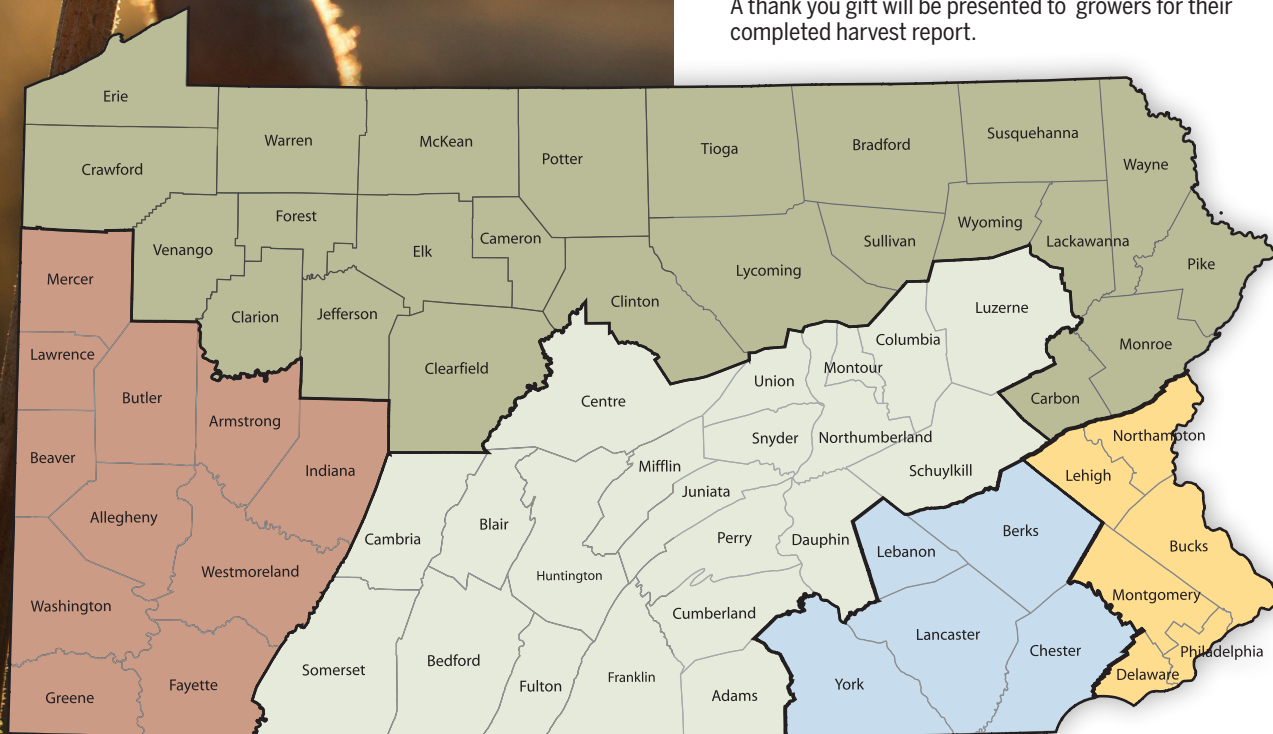 A thank you gift will be presented to growers for their
completed harvest report.
Erie
Warren
McKean
Potter
Tioga
Bradford
Susquehanna
Wayne
Crawford
Forest
Venango
Elk
Cameron
Sullivan
Wyoming
Lackawanna
Pike
Mercer
Clarion
Jefferson
Clinton
Lycoming
Luzerne
Lawrence
Clearfield
Columbia
Montour
Monroe
Butler
Armstrong
Centre
Union
Carbon
Beaver
Indiana
Snyder
Northumberland
Northampton
Mifflin
Schuylkill
Lehigh
Allegheny
Juniata
Cambria
Blair
Perry
Dauphin
Lebanon
Berks
Bucks
Westmoreland
Huntington
Washington
Cumberland
Montgomery
Lancaster
Chester
Philadelphia
Greene
Fayette
Somerset
Bedford
Fulton
Franklin
Adams
York
Delaware